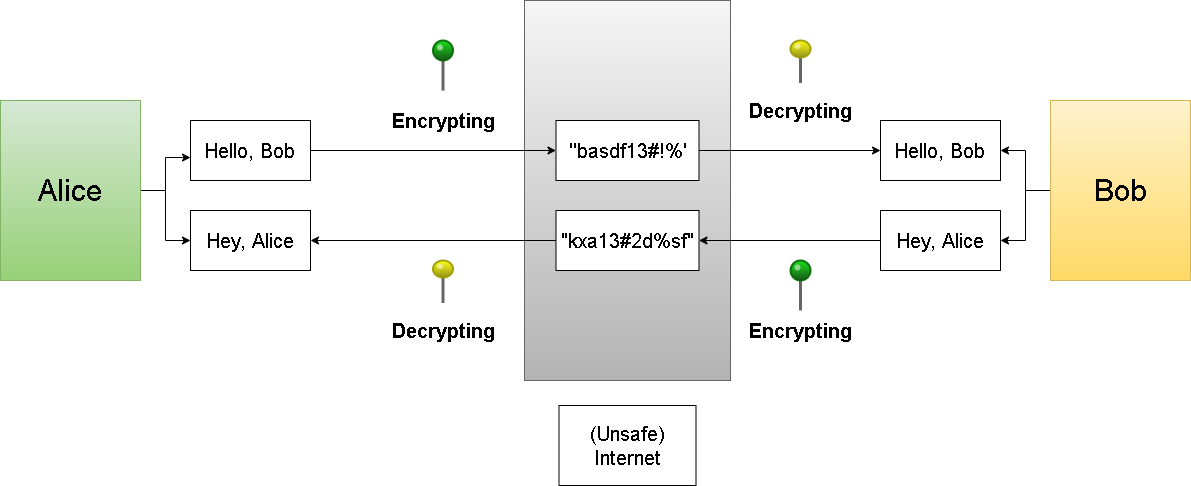 Encrypting
Decrypting
Alice
Hello, Bob
"basdf13#!%'
Hello, Bob
Bob
Hey, Alice
"kxa13#2d%sf"
Hey, Alice
Decrypting
Encrypting
(Unsafe)
Internet